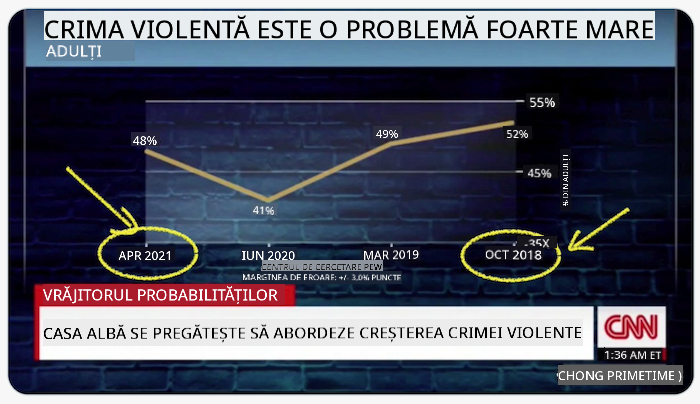 CRIMA VIOLENTĂ ESTE O PROBLEMĂ FOARTE MARE
ADULȚI
55%
48%
49%
52%
45%
% DIN ADULȚI
41%
35X
APR 2021
IUN 2020
MAR 2019
OCT 2018
CENTRUL DE CERCETARE PEW
MARGINEA DE EROARE: +/- 3,0% PUNCTE
VRĂJITORUL PROBABILITĂȚILOR
CASA ALBĂ SE PREGĂTEȘTE SĂ ABORDEZE CREȘTEREA CRIMEI VIOLENTE
CNN
1:36 AM ET
CHONG PRIMETIME )